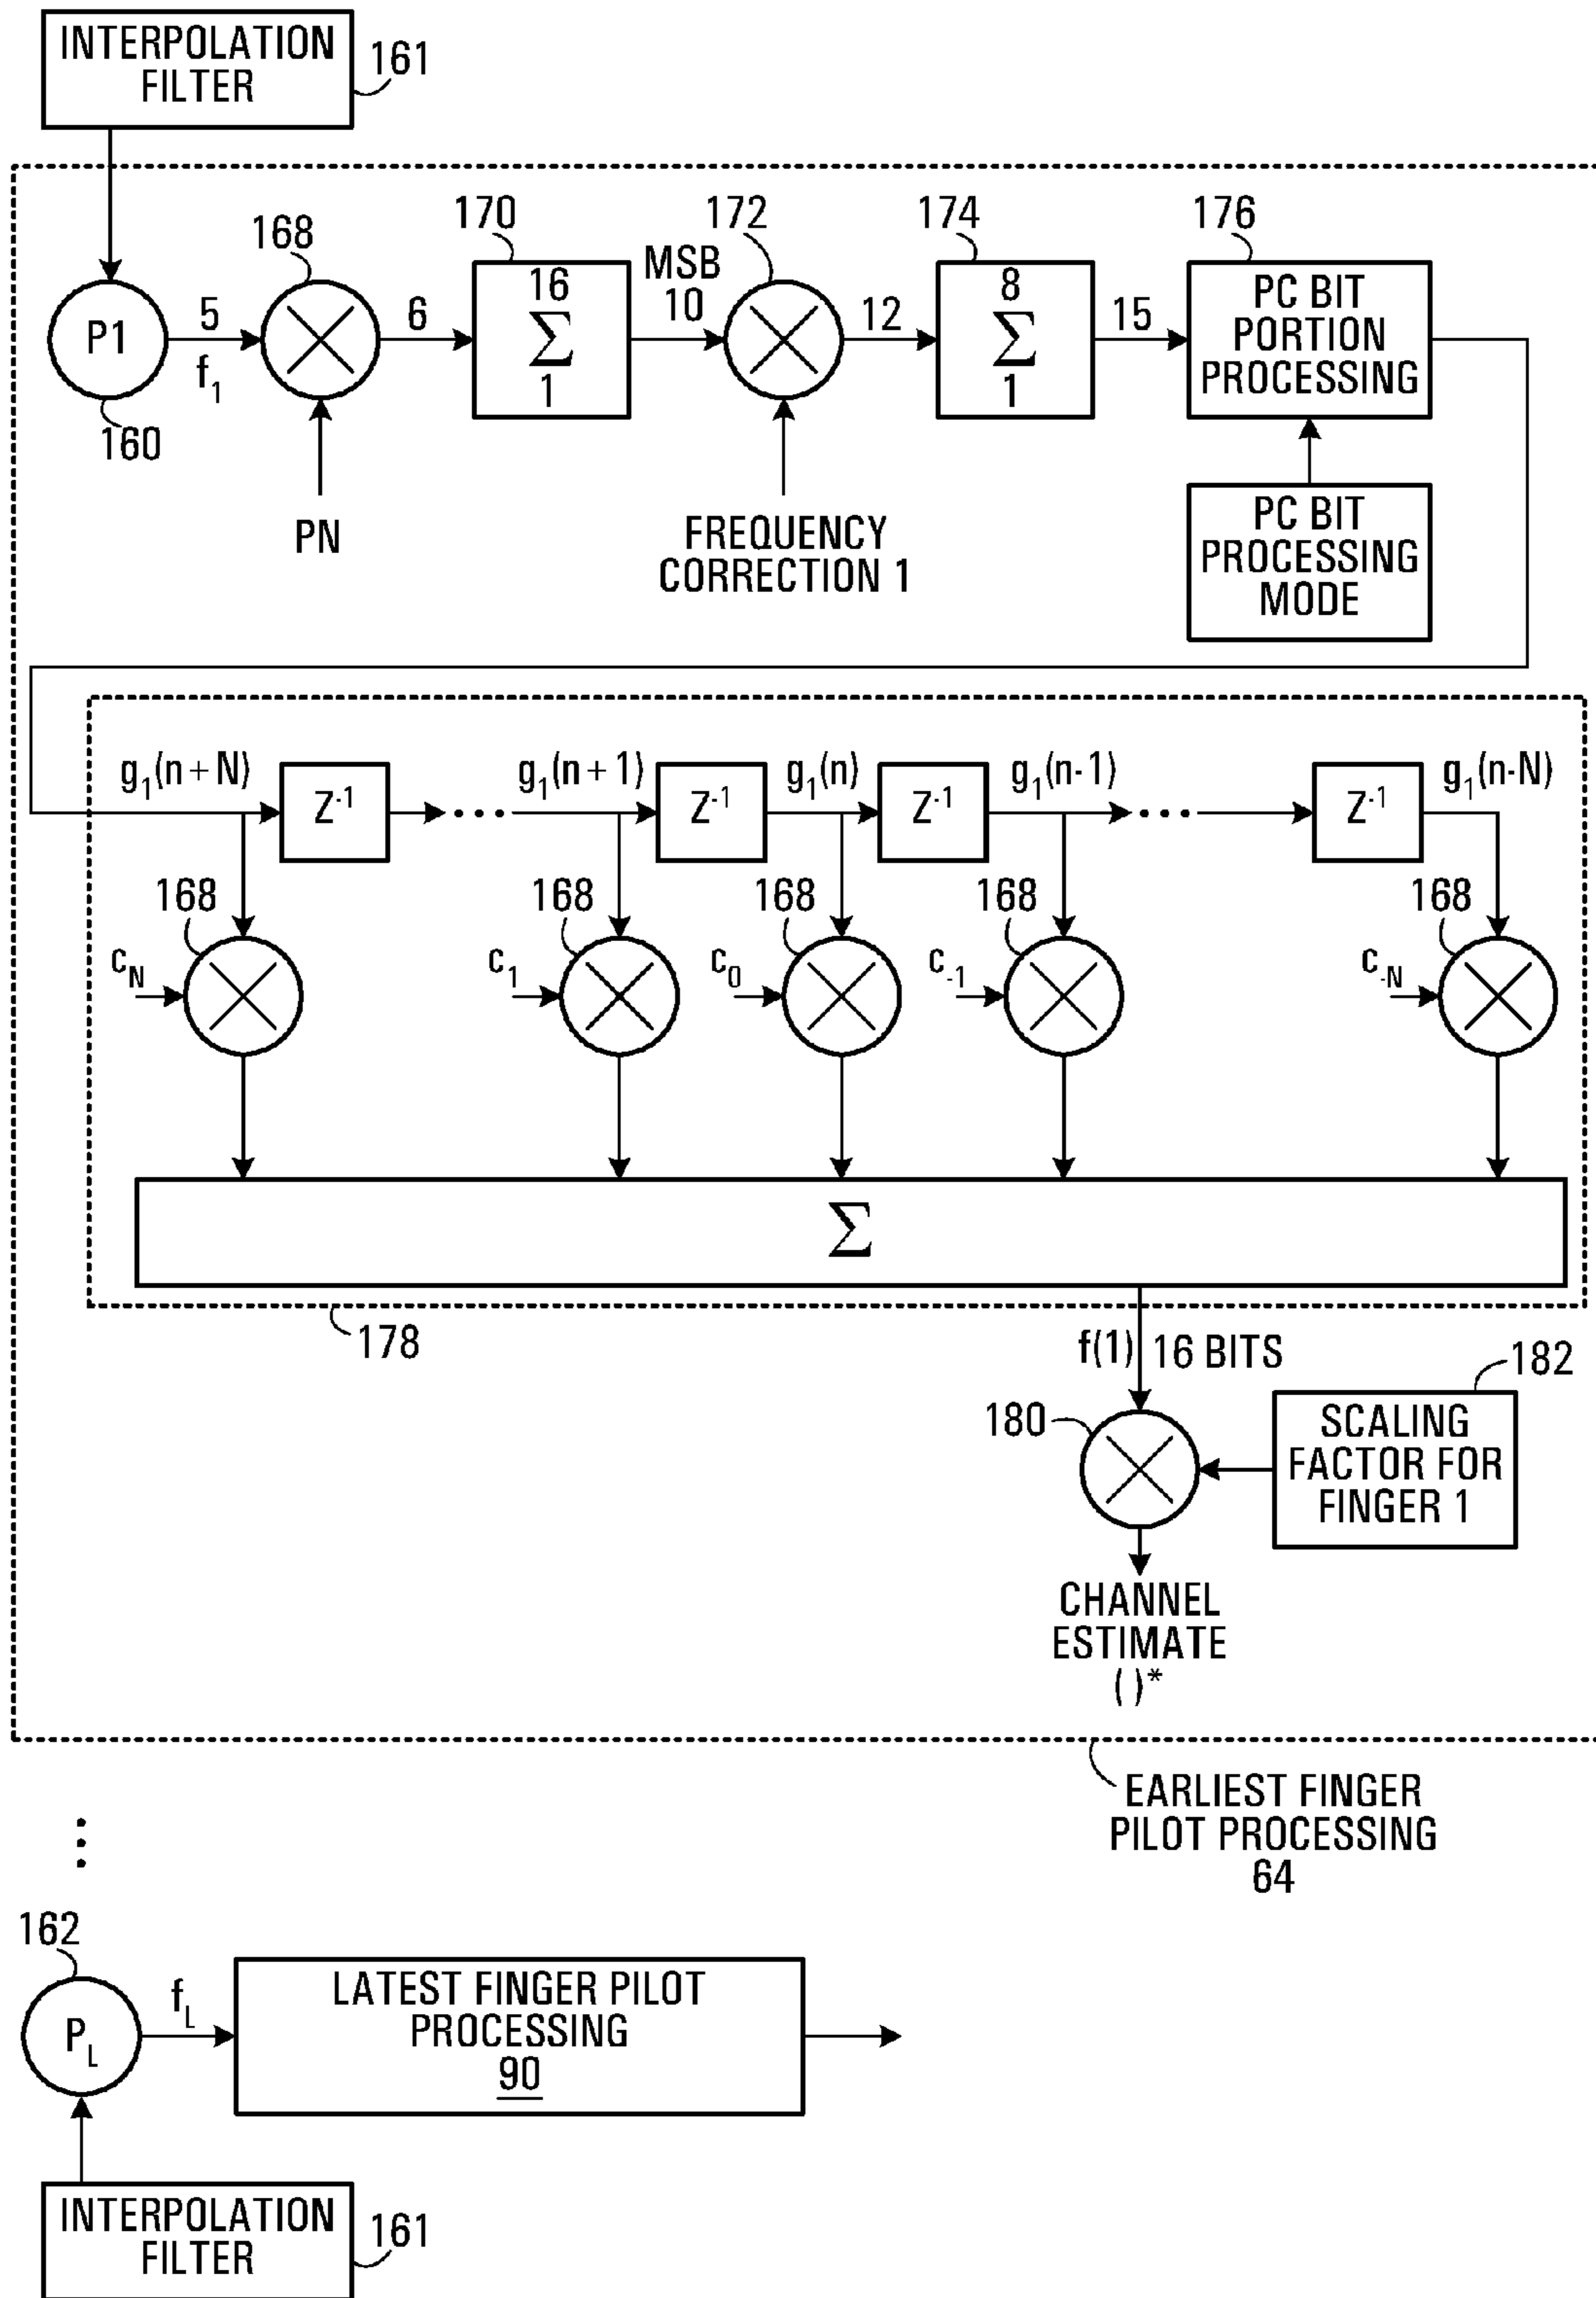 INTERPOLATION
FILTER
161
168
170
172
174
176
P1
160
5
f₁
6
16
Σ
1
MSB
10
12
8
Σ
1
15
PC BIT
PORTION
PROCESSING
PN
FREQUENCY
CORRECTION 1
PC BIT
PROCESSING
MODE
g₁(n+N)
Z⁻¹
g₁(n+1)
Z⁻¹
g₁(n)
Z⁻¹
g₁(n-1)
Z⁻¹
g₁(n-N)
168
168
168
168
168
c_N
c₁
c₀
c₋₁
c_-N
Σ
178
f(1)
16 BITS
180
182
SCALING
FACTOR FOR
FINGER 1
CHANNEL
ESTIMATE
( )*
EARLIEST FINGER
PILOT PROCESSING
64
162
P_L
f_L
LATEST FINGER PILOT
PROCESSING
90
INTERPOLATION
FILTER
161